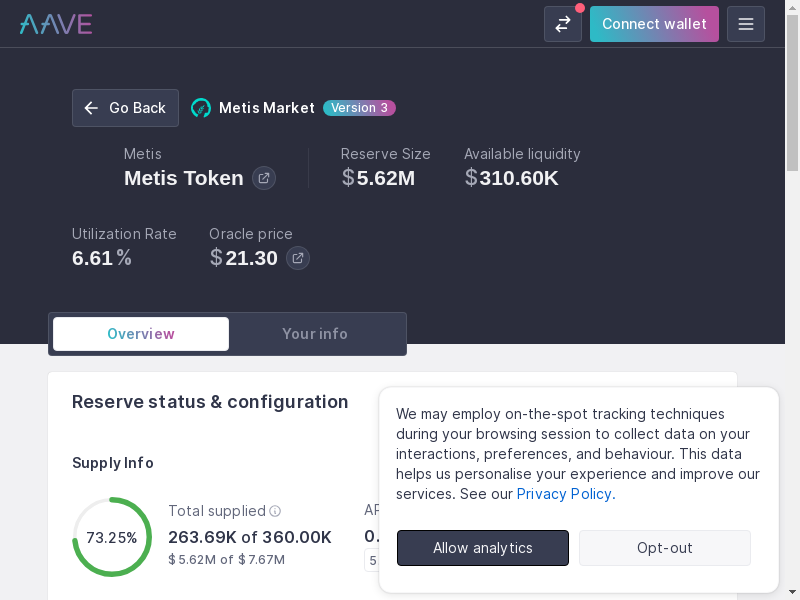 AAVE
Connect wallet
Go Back
Metis Market
Version 3
Metis
Metis Token
Reserve Size
$5.62M
Available liquidity
$310.60K
Utilization Rate
6.61%
Oracle price
$21.30
Overview
Your info
Reserve status & configuration
Supply Info
73.25%
Total supplied
263.69K of 360.00K
$5.62M of $7.67M
We may employ on-the-spot tracking techniques
during your browsing session to collect data on your
interactions, preferences, and behaviour. This data
helps us personalise your experience and improve our
services. See our Privacy Policy.
Allow analytics
Opt-out